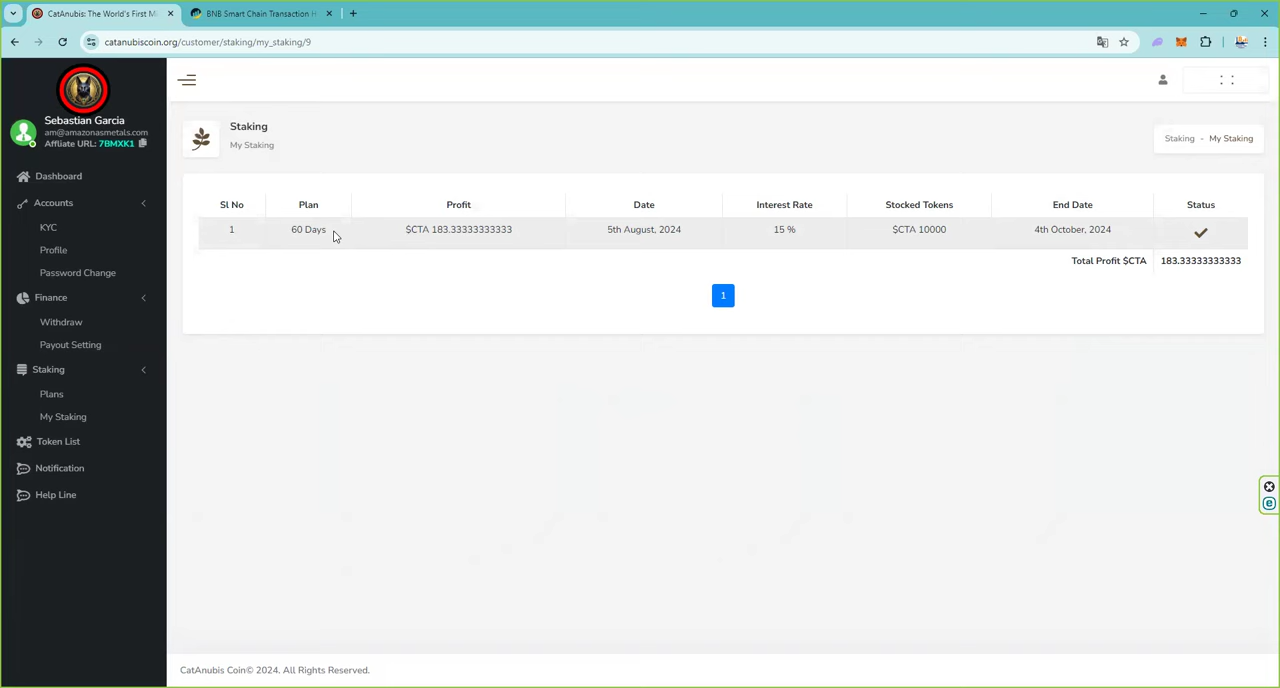 CatAnubis: The World's First Mi
BNB Smart Chain Transaction H
catanubiscoin.org/customer/staking/my_staking/9
Sebastian Garcia
am@amazonasmetals.com
Affliate URL: 7BMXK1
Dashboard
Accounts
KYC
Profile
Password Change
Finance
Withdraw
Payout Setting
Staking
Plans
My Staking
Token List
Notification
Help Line
Staking
My Staking
Staking - My Staking
Sl No Plan Profit Date Interest Rate Stocked Tokens End Date Status
1 60 Days $CTA 183.33333333333 5th August, 2024 15 % $CTA 10000 4th October, 2024
Total Profit $CTA 183.33333333333
1
CatAnubis Coin© 2024. All Rights Reserved.